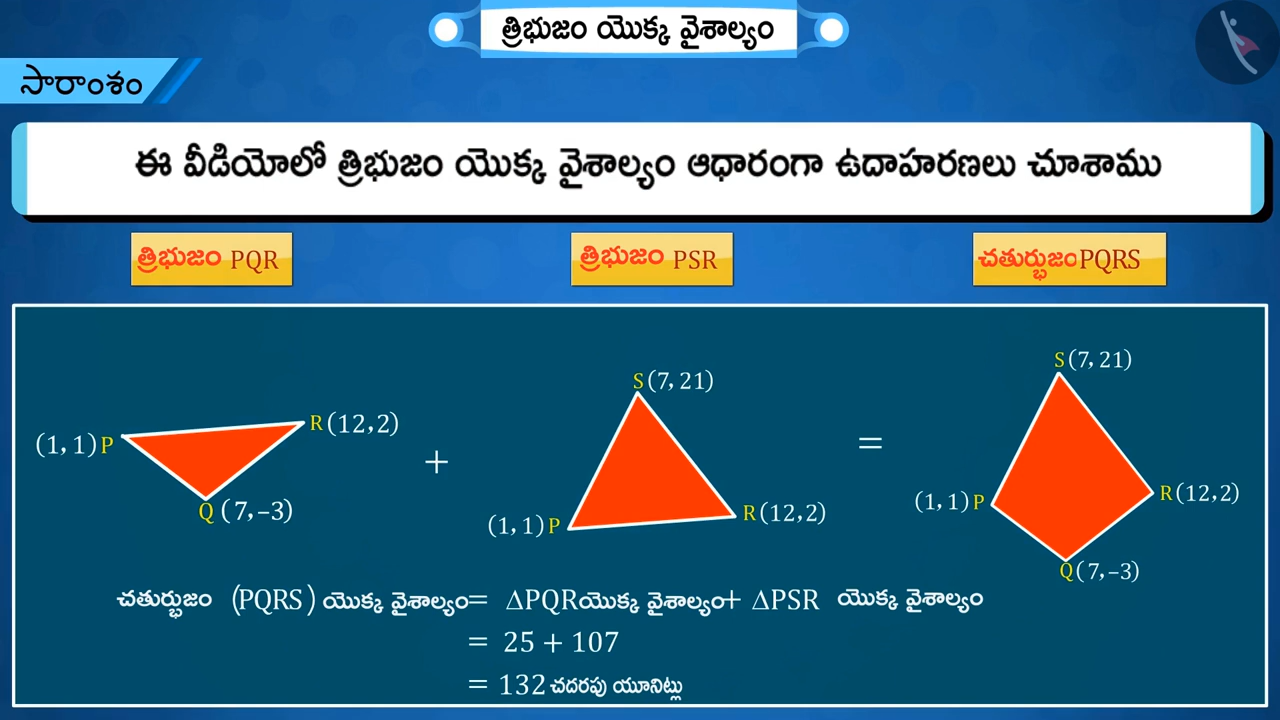 త్రిభుజం యొక్క వైశాల్యం
సారాంశం
ఈ వీడియోలో త్రిభుజం యొక్క వైశాల్యం ఆధారంగా ఉదాహరణలు చూశాము
త్రిభుజం PQR
త్రిభుజం PSR
చతుర్భుజం PQRS
(1, 1) P
R (12, 2)
Q (7, –3)
+
S (7, 21)
(1, 1) P
R (12, 2)
=
S (7, 21)
(1, 1) P
R (12, 2)
Q (7, –3)
చతుర్భుజం (PQRS) యొక్క వైశాల్యం = ΔPQR యొక్క వైశాల్యం + ΔPSR యొక్క వైశాల్యం
= 25 + 107
= 132 చదరపు యూనిట్లు